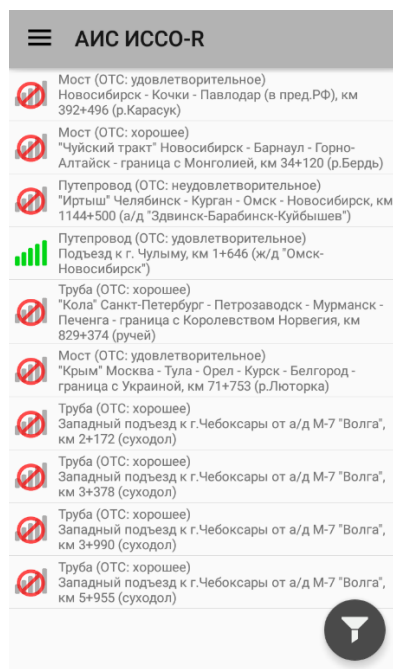 АИС ИССО-R
Мост (ОТС: удовлетворительное)
Новосибирск - Кочки - Павлодар (в пред.РФ), км
392+496 (р.Карасук)
Мост (ОТС: хорошее)
"Чуйский тракт" Новосибирск - Барнаул - Горно-
Алтайск - граница с Монголией, км 34+120 (р.Бердь)
Путепровод (ОТС: неудовлетворительное)
"Иртыш" Челябинск - Курган - Омск - Новосибирск, км
1144+500 (а/д "Здвинск-Барабинск-Куйбышев")
Путепровод (ОТС: удовлетворительное)
Подъезд к г. Чулыму, км 1+646 (ж/д "Омск-
Новосибирск")
Труба (ОТС: хорошее)
"Кола" Санкт-Петербург - Петрозаводск - Мурманск -
Печенга - граница с Королевством Норвегия, км
829+374 (ручей)
Мост (ОТС: удовлетворительное)
"Крым" Москва - Тула - Орел - Курск - Белгород -
граница с Украиной, км 71+753 (р.Люторка)
Труба (ОТС: хорошее)
Западный подъезд к г.Чебоксары от а/д М-7 "Волга",
км 2+172 (суходол)
Труба (ОТС: хорошее)
Западный подъезд к г.Чебоксары от а/д М-7 "Волга",
км 3+378 (суходол)
Труба (ОТС: хорошее)
Западный подъезд к г.Чебоксары от а/д М-7 "Волга",
км 3+990 (суходол)
Труба (ОТС: хорошее)
Западный подъезд к г.Чебоксары от а/д М-7 "Волга",
км 5+955 (суходол)